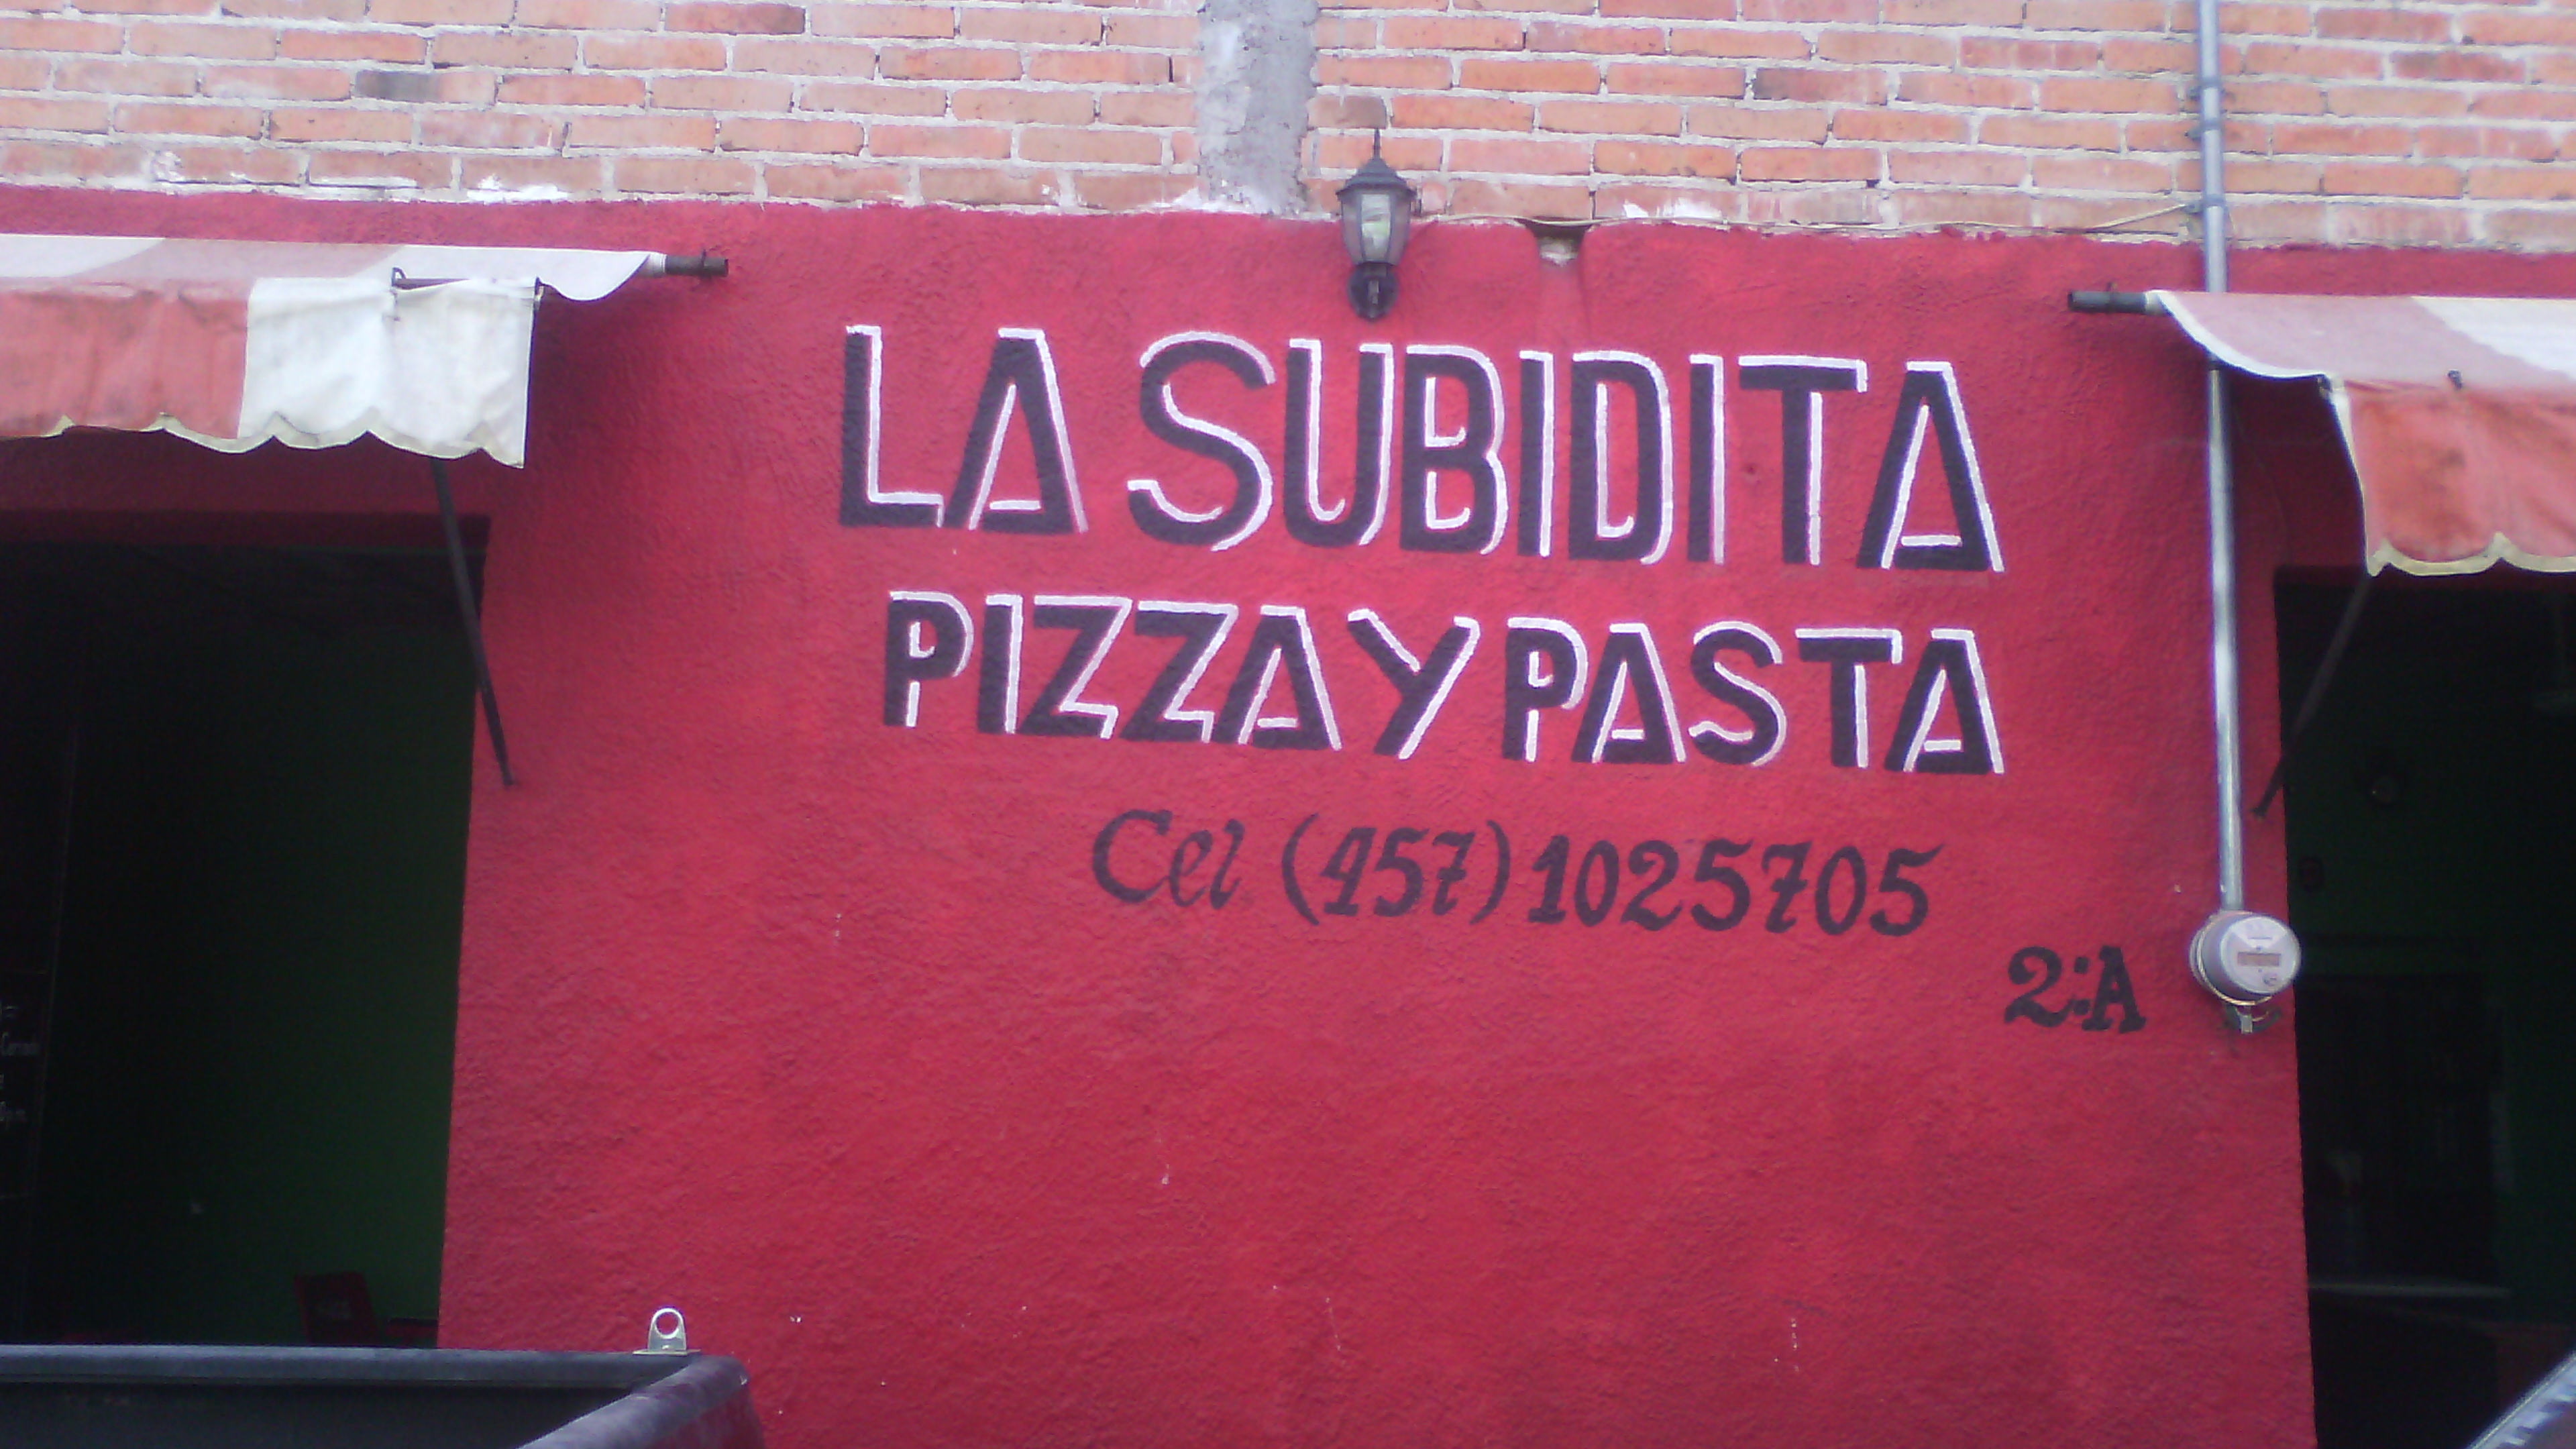 LA SUBIDITA
PIZZA Y PASTA
Cel (457) 1025705
2:A